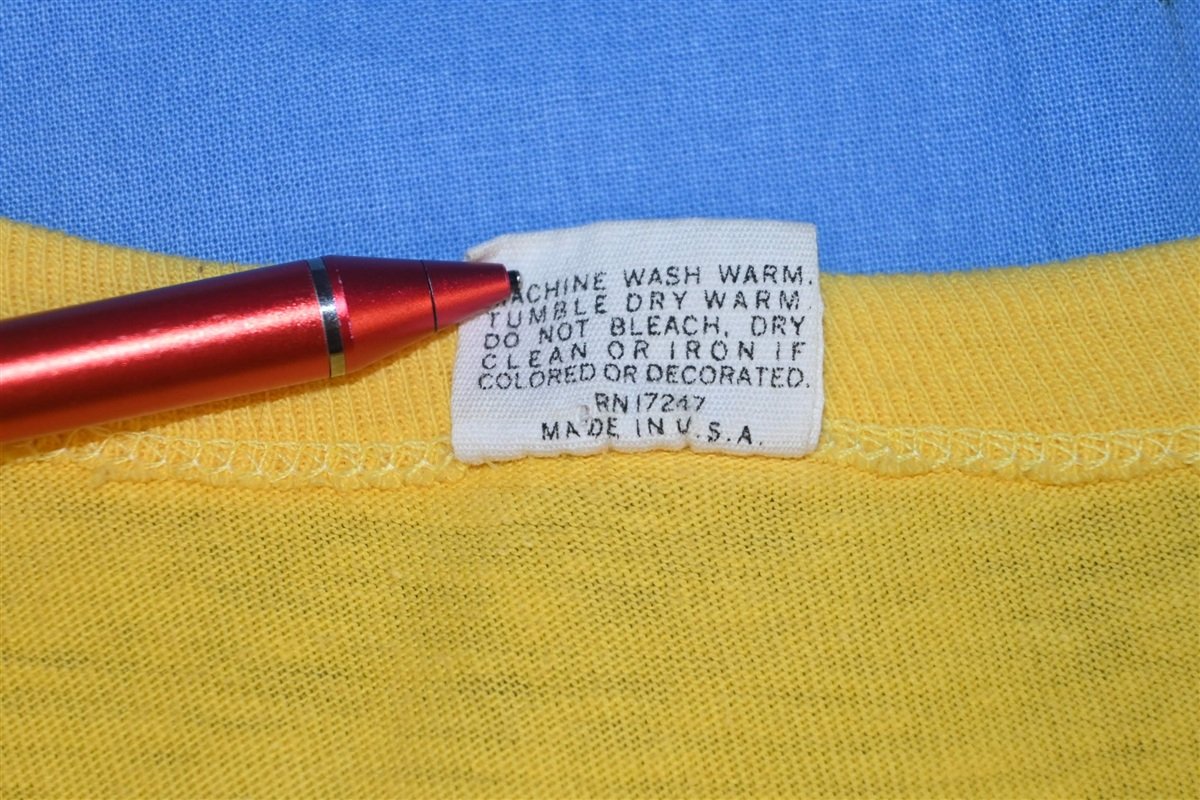 MACHINE WASH WARM.
TUMBLE DRY WARM
DO NOT BLEACH. DRY
CLEAN OR IRON IF
COLORED OR DECORATED.
RN17247
MADE IN U.S.A.